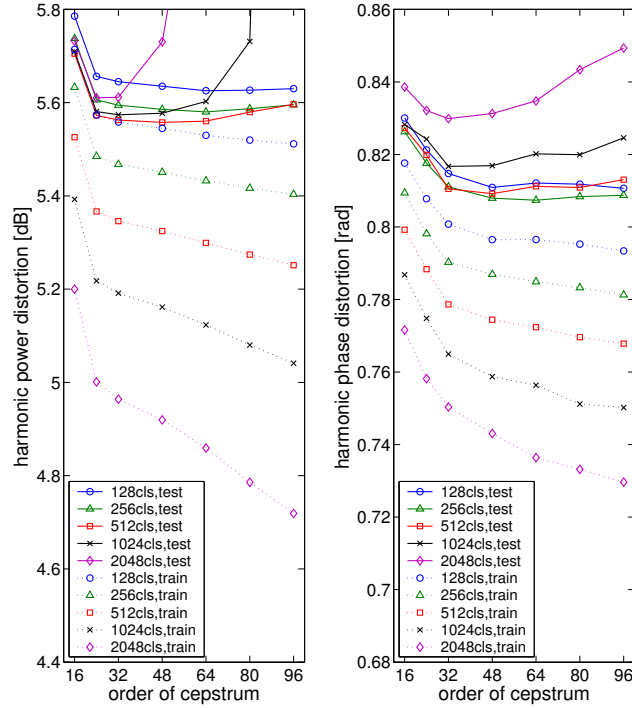 harmonic power distortion [dB]
5.8
5.6
5.4
5.2
5
4.8
4.6
4.4
128cls,test
256cls,test
512cls,test
1024cls,test
2048cls,test
128cls,train
256cls,train
512cls,train
1024cls,train
2048cls,train
16 32 48 64 80 96
order of cepstrum
harmonic phase distortion [rad]
0.86
0.84
0.82
0.8
0.78
0.76
0.74
0.72
0.7
0.68
128cls,test
256cls,test
512cls,test
1024cls,test
2048cls,test
128cls,train
256cls,train
512cls,train
1024cls,train
2048cls,train
16 32 48 64 80 96
order of cepstrum